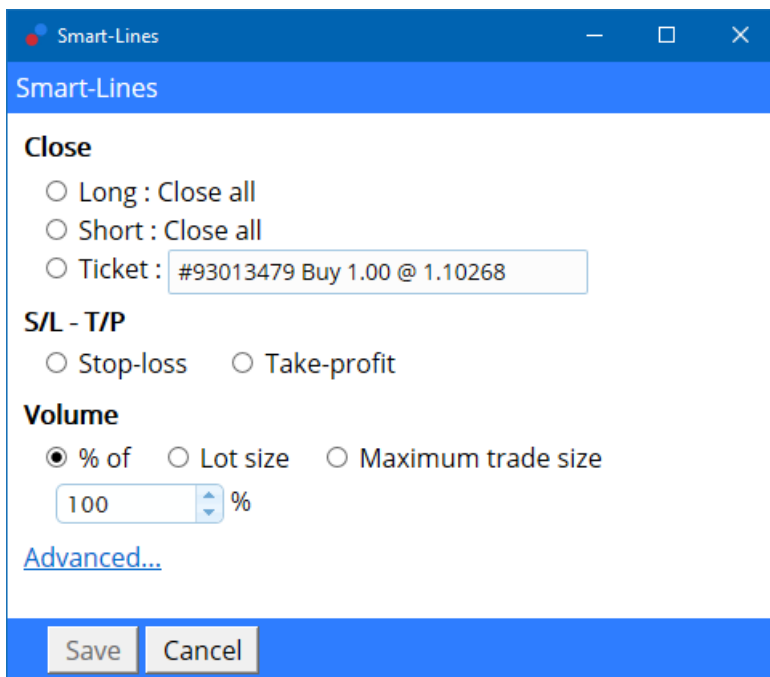 Smart-Lines
Smart-Lines
Close
Long : Close all
Short : Close all
Ticket : #93013479 Buy 1.00 @ 1.10268
S/L - T/P
Stop-loss Take-profit
Volume
% of Lot size Maximum trade size
100 %
Advanced...
Save Cancel